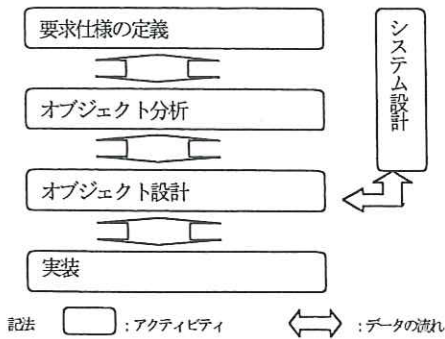 要求仕様の定義
オブジェクト分析
オブジェクト設計
実装
システム設計
記法 : アクティビティ : データの流れ